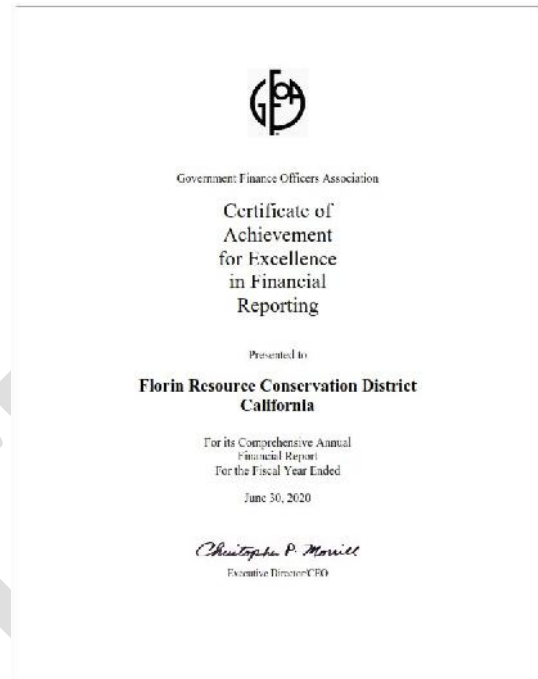 GFOA
Government Finance Officers Association
Certificate of
Achievement
for Excellence
in Financial
Reporting
Presented to
Florin Resource Conservation District
California
For its Comprehensive Annual
Financial Report
For the Fiscal Year Ended
June 30, 2020
Christopher P. Morrill
Executive Director/CEO